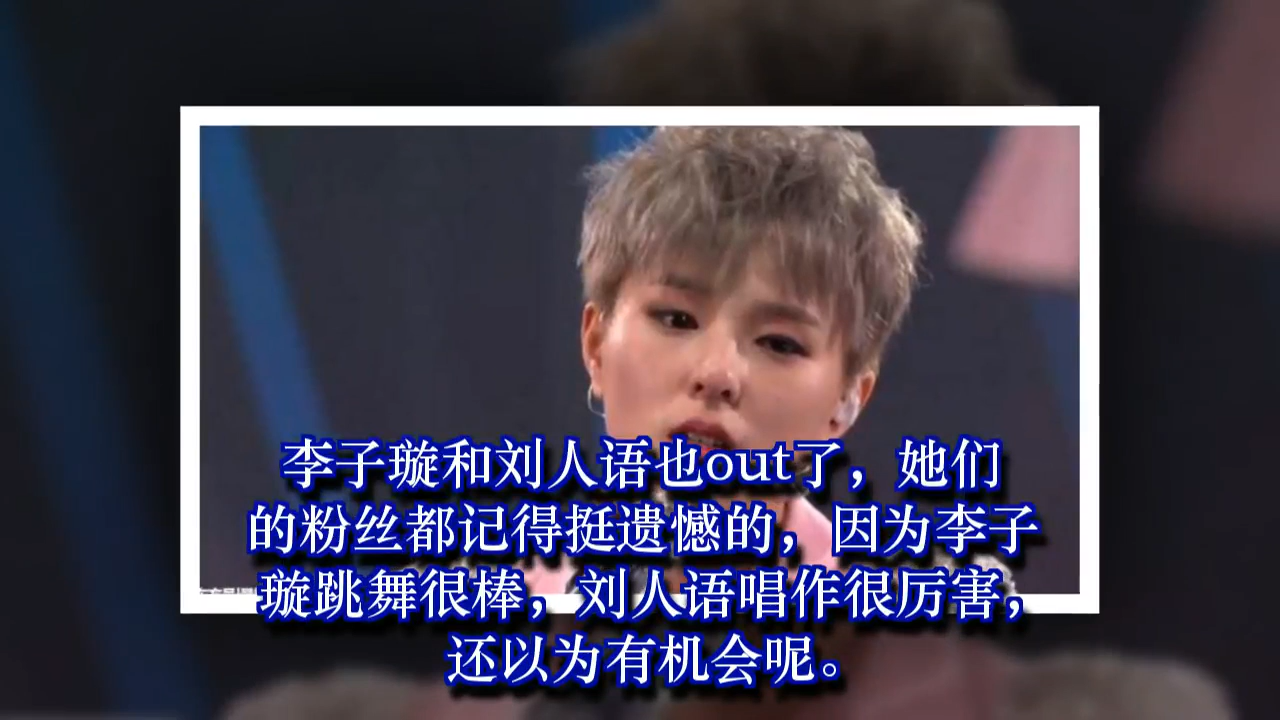 李子璇和刘人语也out了，她们
的粉丝都记得挺遗憾的，因为李子
璇跳舞很棒，刘人语唱作很厉害，
还以为有机会呢。